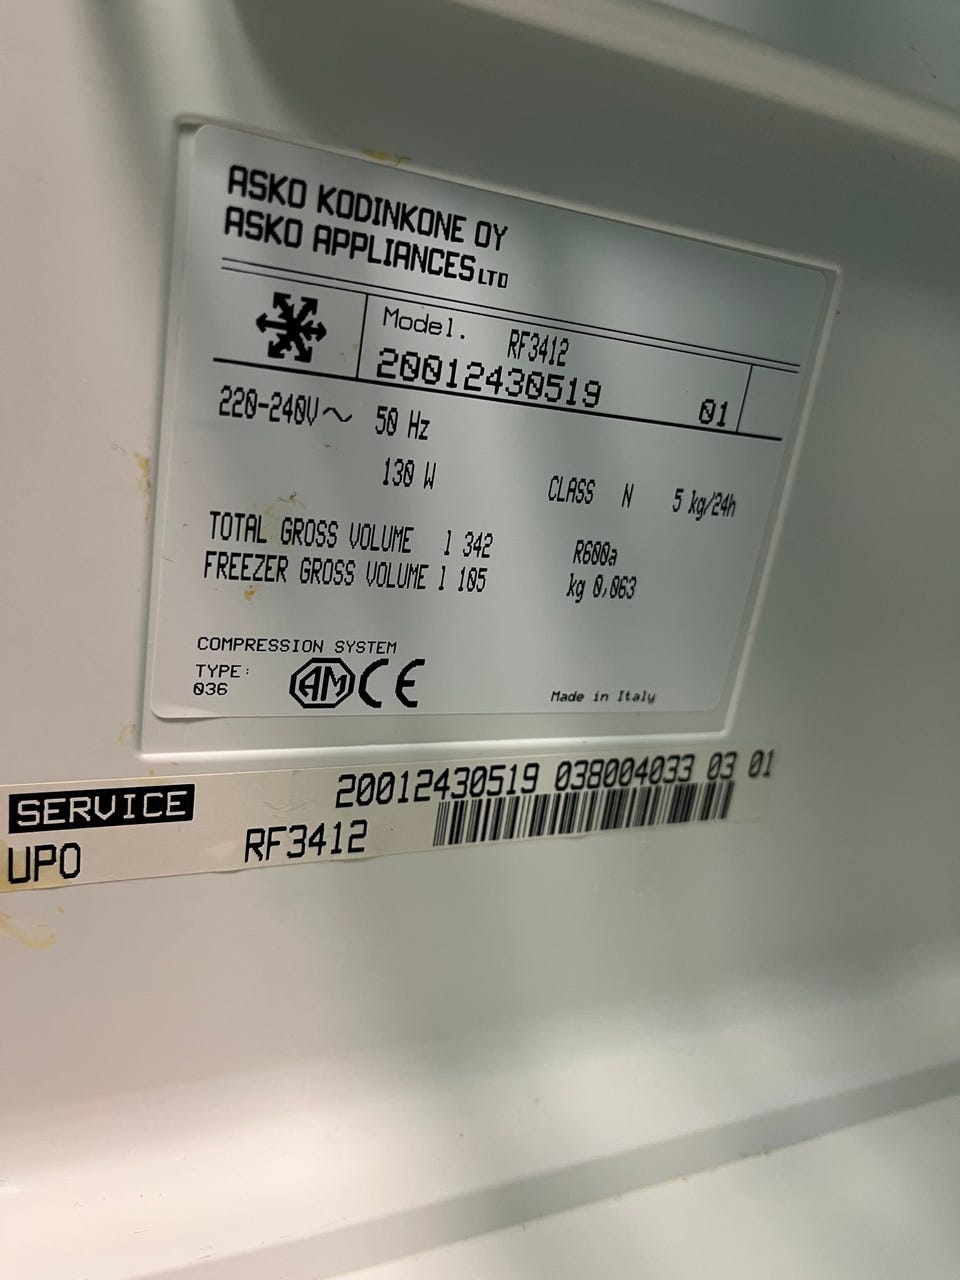 ASKO KODINKONE OY
ASKO APPLIANCES LTD
Model. RF3412
20012430519 01
220-240V~ 50 Hz
130 W CLASS N 5 kg/24h
TOTAL GROSS VOLUME l 342 R600a
FREEZER GROSS VOLUME l 105 kg 0,063
COMPRESSION SYSTEM
TYPE:
036 AM CE Made in Italy
SERVICE 20012430519 038004033 03 01
UPO RF3412